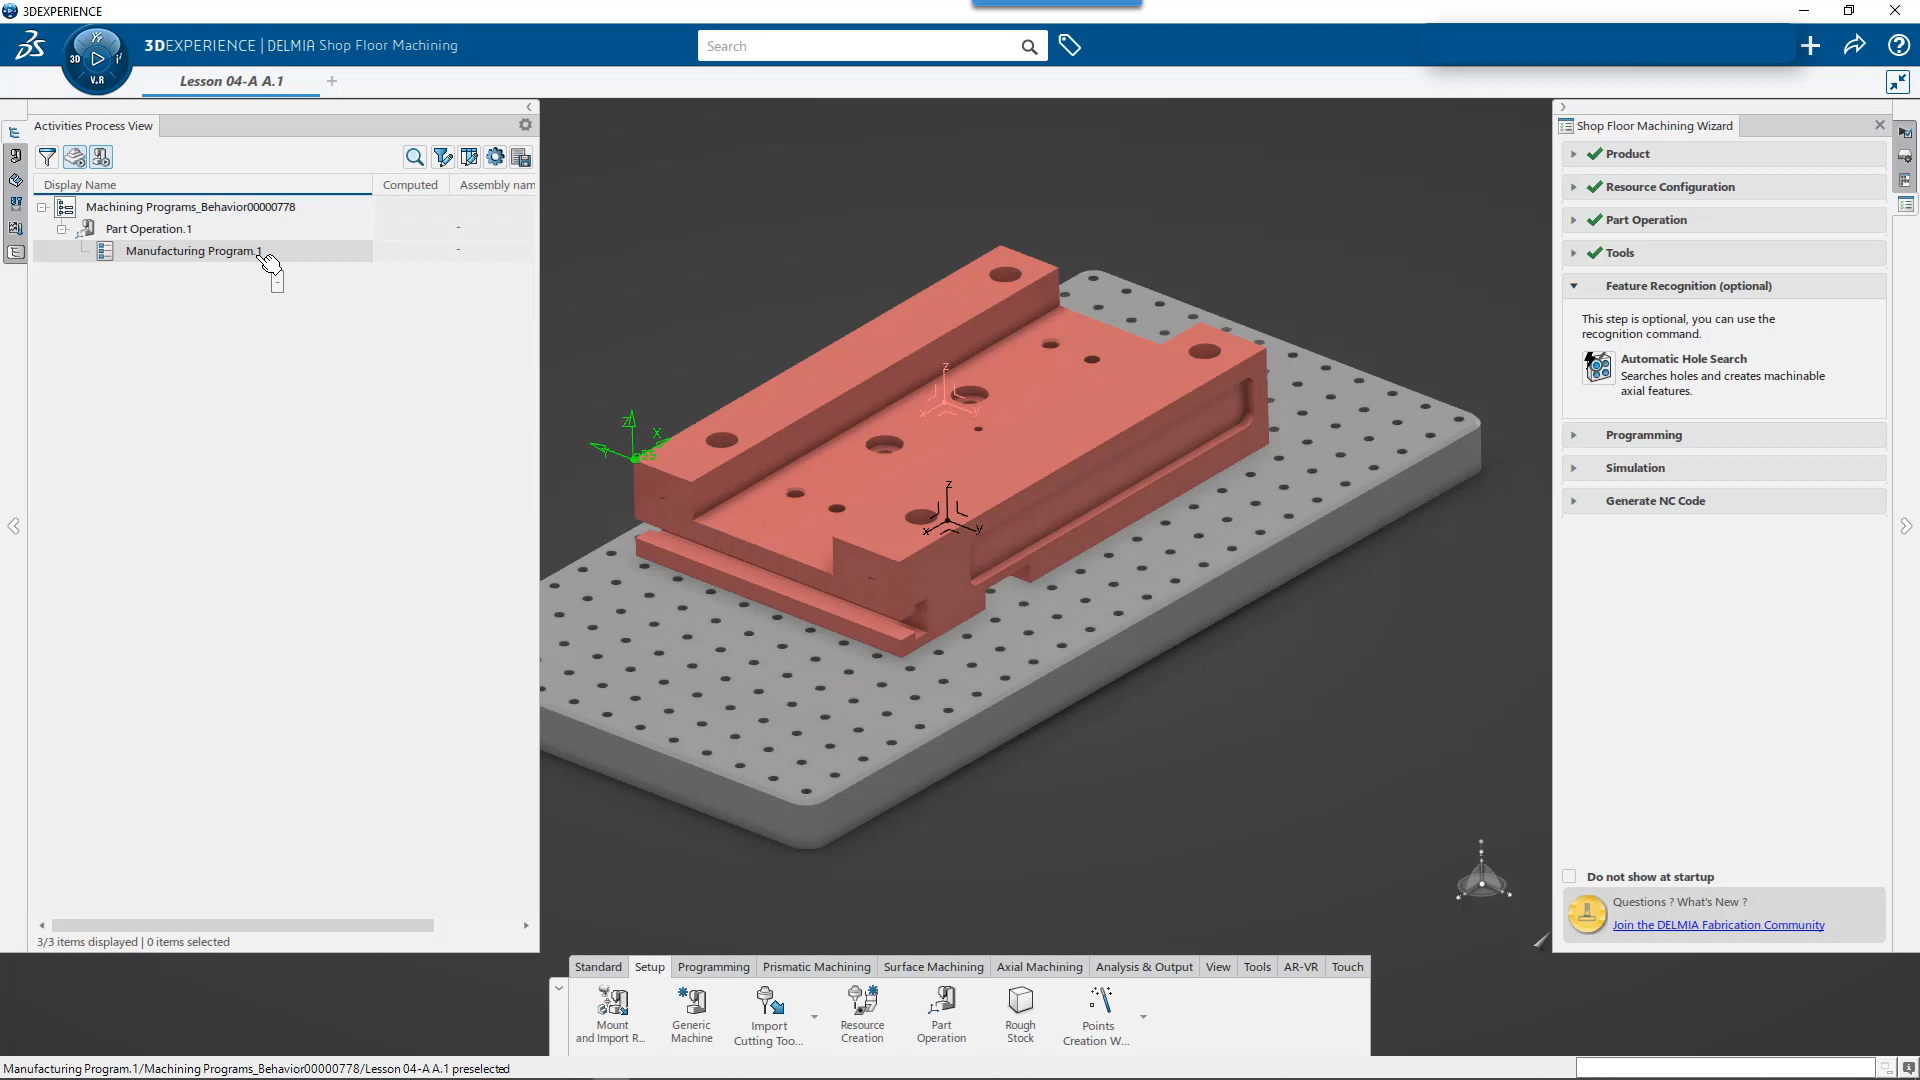 3DEXPERIENCE
3DEXPERIENCE | DELMIA Shop Floor Machining
Search
3D
V.R
Lesson 04-A A.1
Activities Process View
Display Name
Computed
Assembly nam
Machining Programs_Behavior00000778
Part Operation.1
-
Manufacturing Program.1
-
3/3 items displayed | 0 items selected
Z
X
Y
z
x
y
z
x
y
Shop Floor Machining Wizard
Product
Resource Configuration
Part Operation
Tools
Feature Recognition (optional)
This step is optional, you can use the
recognition command.
Automatic Hole Search
Searches holes and creates machinable
axial features.
Programming
Simulation
Generate NC Code
Do not show at startup
Questions ? What's New ?
Join the DELMIA Fabrication Community
Standard
Setup
Programming
Prismatic Machining
Surface Machining
Axial Machining
Analysis & Output
View
Tools
AR-VR
Touch
Mount
and Import R...
Generic
Machine
Import
Cutting Too...
Resource
Creation
Part
Operation
Rough
Stock
Points
Creation W...
Manufacturing Program.1/Machining Programs_Behavior00000778/Lesson 04-A A.1 preselected